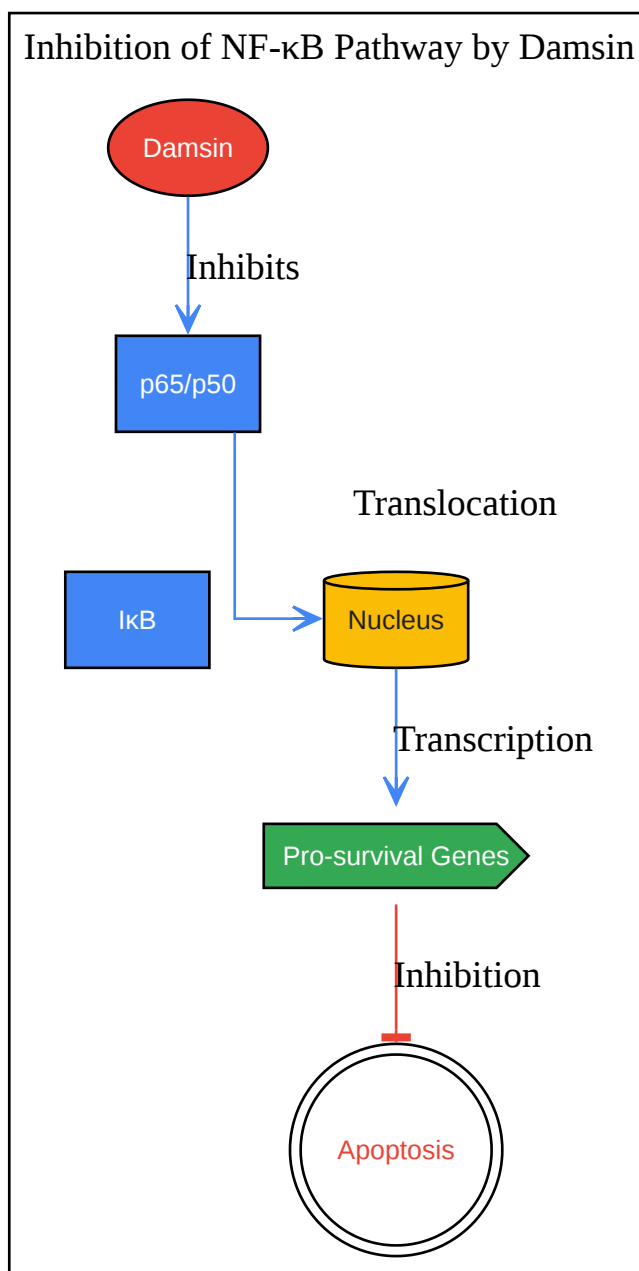 Inhibition of NF-κB Pathway by Damsin
Damsin
Inhibits
p65/p50
Translocation
IκB
Nucleus
Transcription
Pro-survival Genes
Inhibition
Apoptosis